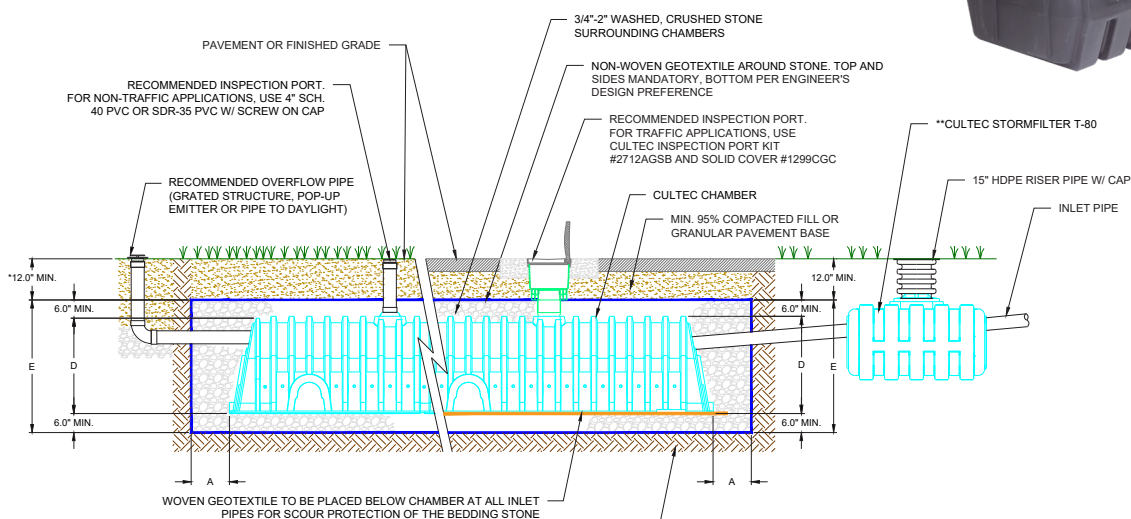 3/4"-2" WASHED, CRUSHED STONE
SURROUNDING CHAMBERS
PAVEMENT OR FINISHED GRADE
NON-WOVEN GEOTEXTILE AROUND STONE. TOP AND
SIDES MANDATORY, BOTTOM PER ENGINEER'S
DESIGN PREFERENCE
RECOMMENDED INSPECTION PORT.
FOR NON-TRAFFIC APPLICATIONS, USE 4" SCH.
40 PVC OR SDR-35 PVC W/ SCREW ON CAP
RECOMMENDED INSPECTION PORT.
FOR TRAFFIC APPLICATIONS, USE
CULTEC INSPECTION PORT KIT
#2712AGSB AND SOLID COVER #1299CGC
**CULTEC STORMFILTER T-80
RECOMMENDED OVERFLOW PIPE
(GRATED STRUCTURE, POP-UP
EMITTER OR PIPE TO DAYLIGHT)
CULTEC CHAMBER
15" HDPE RISER PIPE W/ CAP
INLET PIPE
MIN. 95% COMPACTED FILL OR
GRANULAR PAVEMENT BASE
*12.0" MIN.
12.0" MIN.
6.0" MIN.
6.0" MIN.
E
D
D
E
6.0" MIN.
6.0" MIN.
A
A
WOVEN GEOTEXTILE TO BE PLACED BELOW CHAMBER AT ALL INLET
PIPES FOR SCOUR PROTECTION OF THE BEDDING STONE